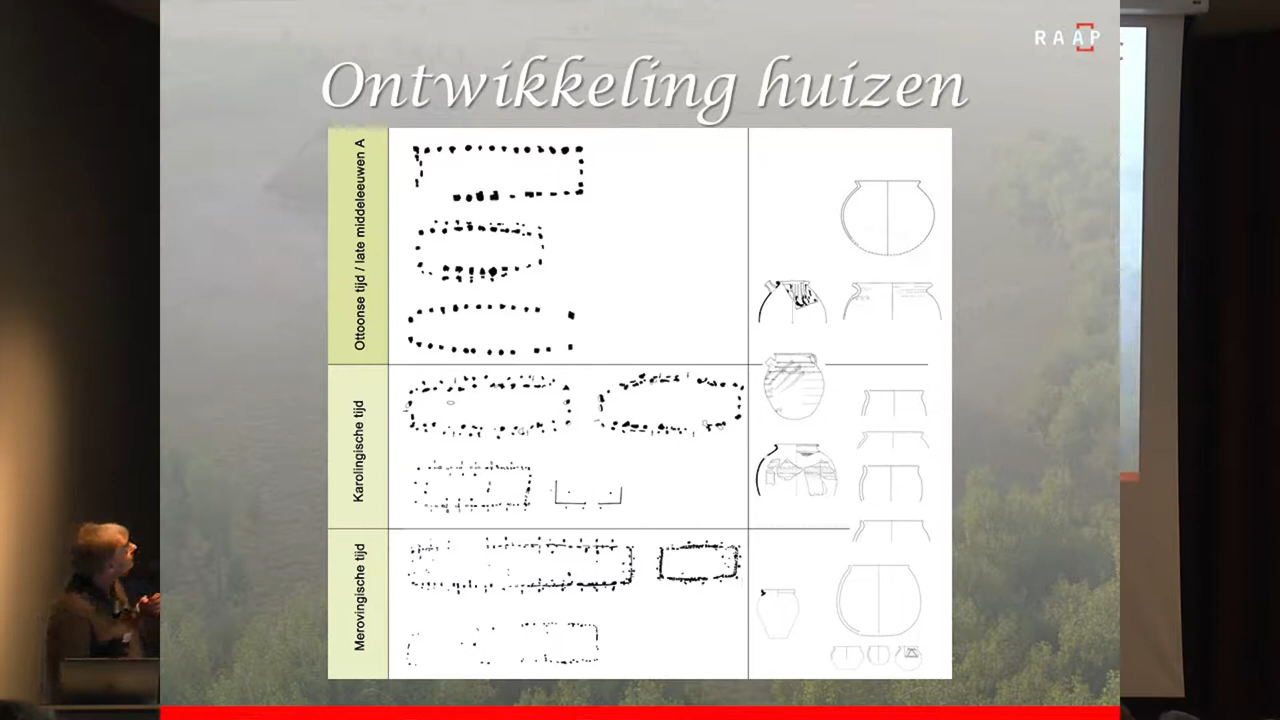 RAAP
Ontwikkeling huizen
Ottoonse tijd / late middeleeuwen A
Karolingische tijd
Merovingische tijd